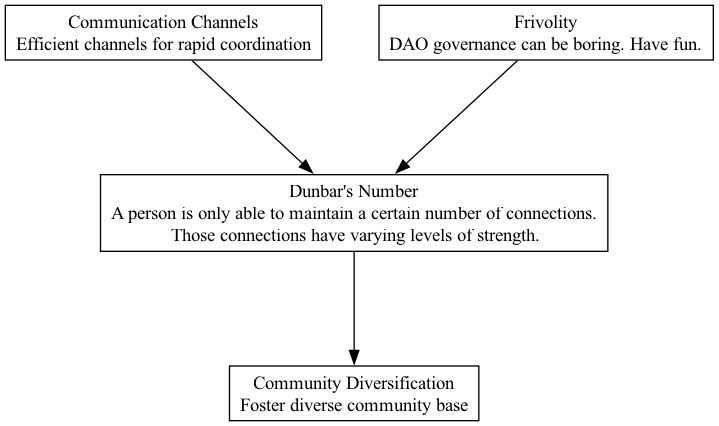 Communication Channels
Efficient channels for rapid coordination
Frivolity
DAO governance can be boring. Have fun.
Dunbar's Number
A person is only able to maintain a certain number of connections.
Those connections have varying levels of strength.
Community Diversification
Foster diverse community base